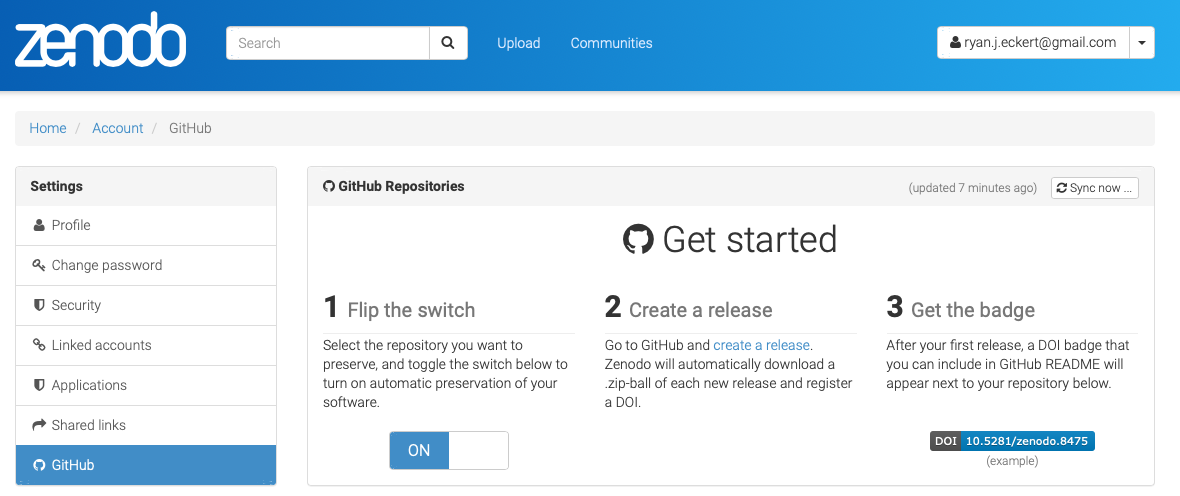 zenodo
Search
Upload
Communities
ryan.j.eckert@gmail.com
Home / Account / GitHub
Settings
Profile
Change password
Security
Linked accounts
Applications
Shared links
GitHub
GitHub Repositories
(updated 7 minutes ago)
Sync now ...
Get started
1 Flip the switch
Select the repository you want to
preserve, and toggle the switch below to
turn on automatic preservation of your
software.
ON
2 Create a release
Go to GitHub and create a release.
Zenodo will automatically download a
.zip-ball of each new release and register
a DOI.
3 Get the badge
After your first release, a DOI badge that
you can include in GitHub README will
appear next to your repository below.
DOI 10.5281/zenodo.8475
(example)